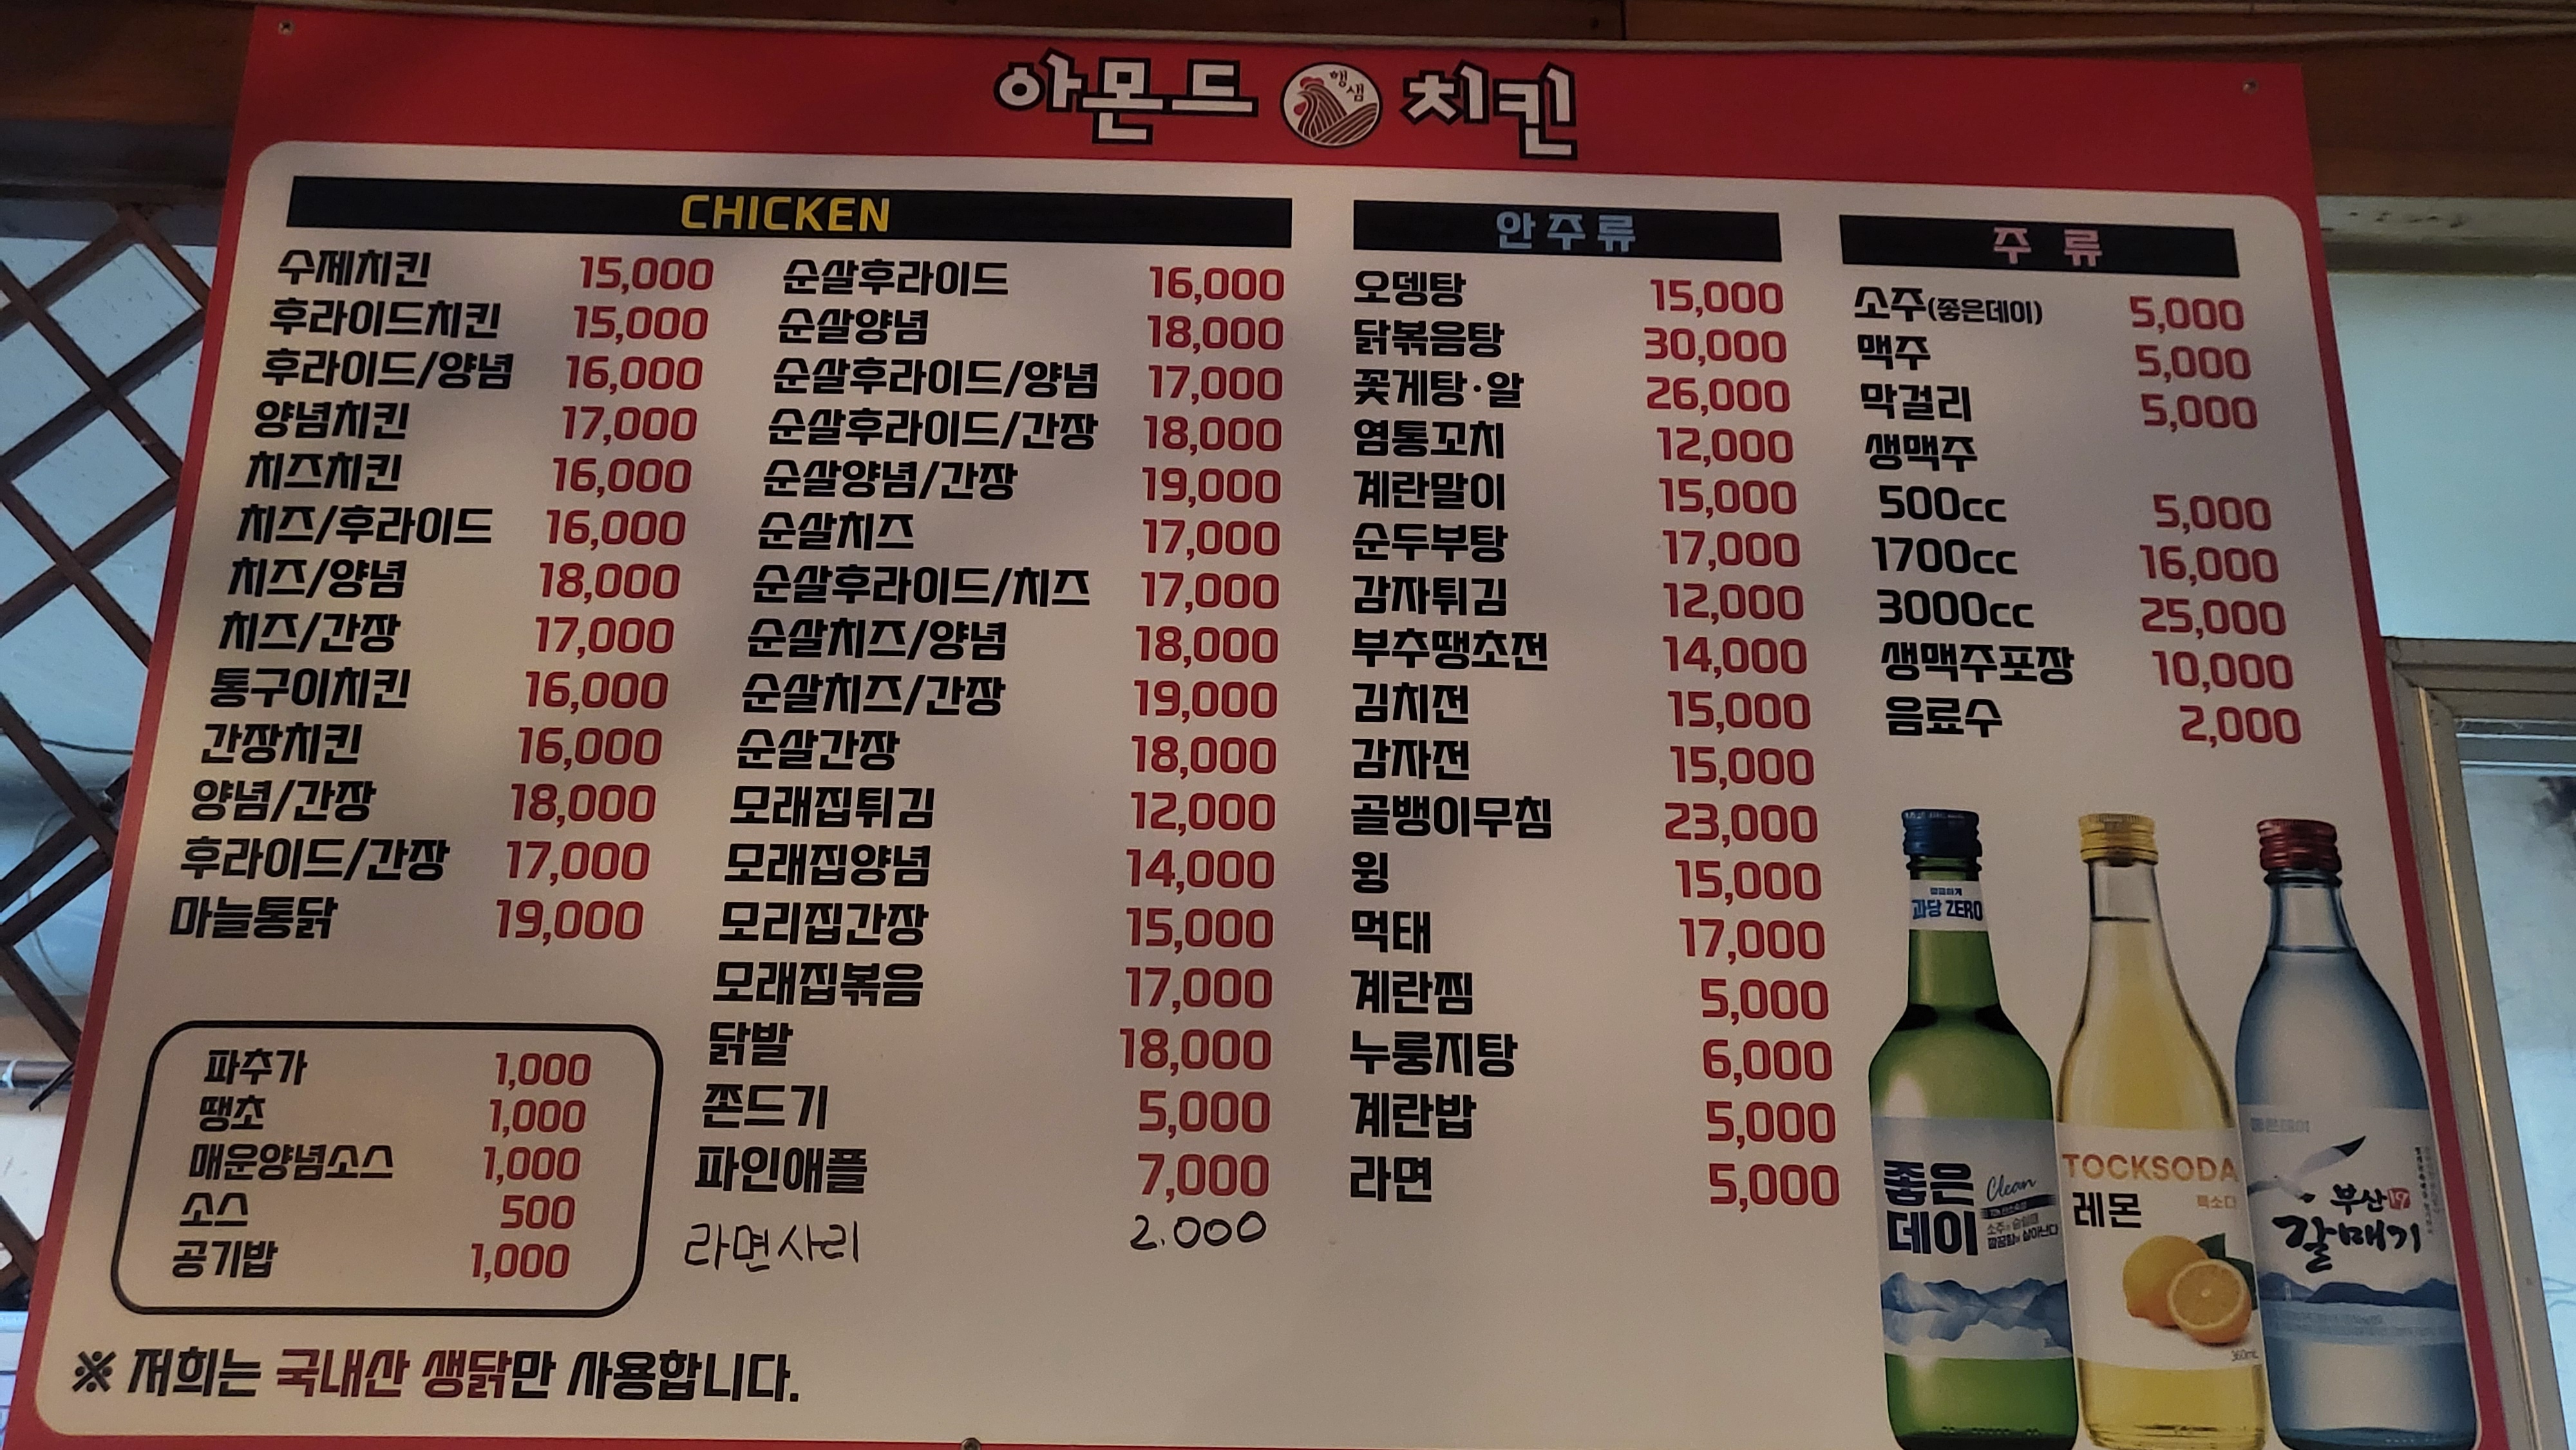 아몬드 행샘 치킨
CHICKEN
수제치킨 15,000
후라이드치킨 15,000
후라이드/양념 16,000
양념치킨 17,000
치즈치킨 16,000
치즈/후라이드 16,000
치즈/양념 18,000
치즈/간장 17,000
통구이치킨 16,000
간장치킨 16,000
양념/간장 18,000
후라이드/간장 17,000
마늘통닭 19,000
파추가 1,000
땡초 1,000
매운양념소스 1,000
소스 500
공기밥 1,000
순살후라이드 16,000
순살양념 18,000
순살후라이드/양념 17,000
순살후라이드/간장 18,000
순살양념/간장 19,000
순살치즈 17,000
순살후라이드/치즈 17,000
순살치즈/양념 18,000
순살치즈/간장 19,000
순살간장 18,000
모래집튀김 12,000
모래집양념 14,000
모리집간장 15,000
모래집볶음 17,000
닭발 18,000
쫀드기 5,000
파인애플 7,000
라면사리 2.000
안주류
오뎅탕 15,000
닭볶음탕 30,000
꽃게탕·알 26,000
염통꼬치 12,000
계란말이 15,000
순두부탕 17,000
감자튀김 12,000
부추땡초전 14,000
김치전 15,000
감자전 15,000
골뱅이무침 23,000
윙 15,000
먹태 17,000
계란찜 5,000
누룽지탕 6,000
계란밥 5,000
라면 5,000
주류
소주(좋은데이) 5,000
맥주 5,000
막걸리 5,000
생맥주
500cc 5,000
1700cc 16,000
3000cc 25,000
생맥주포장 10,000
음료수 2,000
과당 ZERO
좋은
데이
Clean
TOCKSODA
레몬
톡소다
360mL
부산
갈매기
※ 저희는 국내산 생닭만 사용합니다.